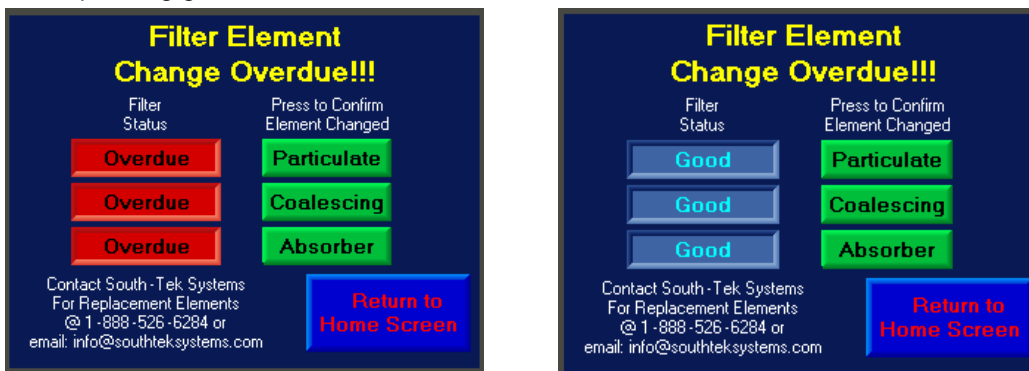 Filter Element
Change Overdue!!!
Filter
Status
Press to Confirm
Element Changed
Overdue
Particulate
Overdue
Coalescing
Overdue
Absorber
Contact South-Tek Systems
For Replacement Elements
@ 1-888-526-6284 or
email: info@southteksystems.com
Return to
Home Screen
Filter Element
Change Overdue!!!
Filter
Status
Press to Confirm
Element Changed
Good
Particulate
Good
Coalescing
Good
Absorber
Contact South-Tek Systems
For Replacement Elements
@ 1-888-526-6284 or
email: info@southteksystems.com
Return to
Home Screen